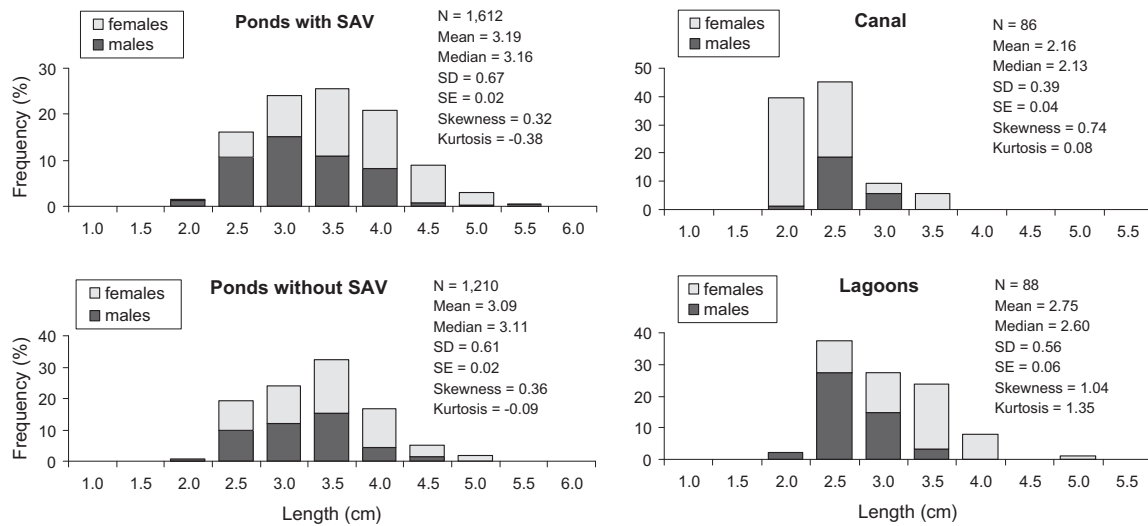 Ponds with SAV
females
males
N = 1,612
Mean = 3.19
Median = 3.16
SD = 0.67
SE = 0.02
Skewness = 0.32
Kurtosis = -0.38
Frequency (%)
30
20
10
0
1.0 1.5 2.0 2.5 3.0 3.5 4.0 4.5 5.0 5.5 6.0
Canal
females
males
N = 86
Mean = 2.16
Median = 2.13
SD = 0.39
SE = 0.04
Skewness = 0.74
Kurtosis = 0.08
50
40
30
20
10
0
1.0 1.5 2.0 2.5 3.0 3.5 4.0 4.5 5.0 5.5
Ponds without SAV
females
males
N = 1,210
Mean = 3.09
Median = 3.11
SD = 0.61
SE = 0.02
Skewness = 0.36
Kurtosis = -0.09
Frequency (%)
40
30
20
10
0
1.0 1.5 2.0 2.5 3.0 3.5 4.0 4.5 5.0 5.5 6.0
Length (cm)
Lagoons
females
males
N = 88
Mean = 2.75
Median = 2.60
SD = 0.56
SE = 0.06
Skewness = 1.04
Kurtosis = 1.35
40
30
20
10
0
1.0 1.5 2.0 2.5 3.0 3.5 4.0 4.5 5.0 5.5
Length (cm)